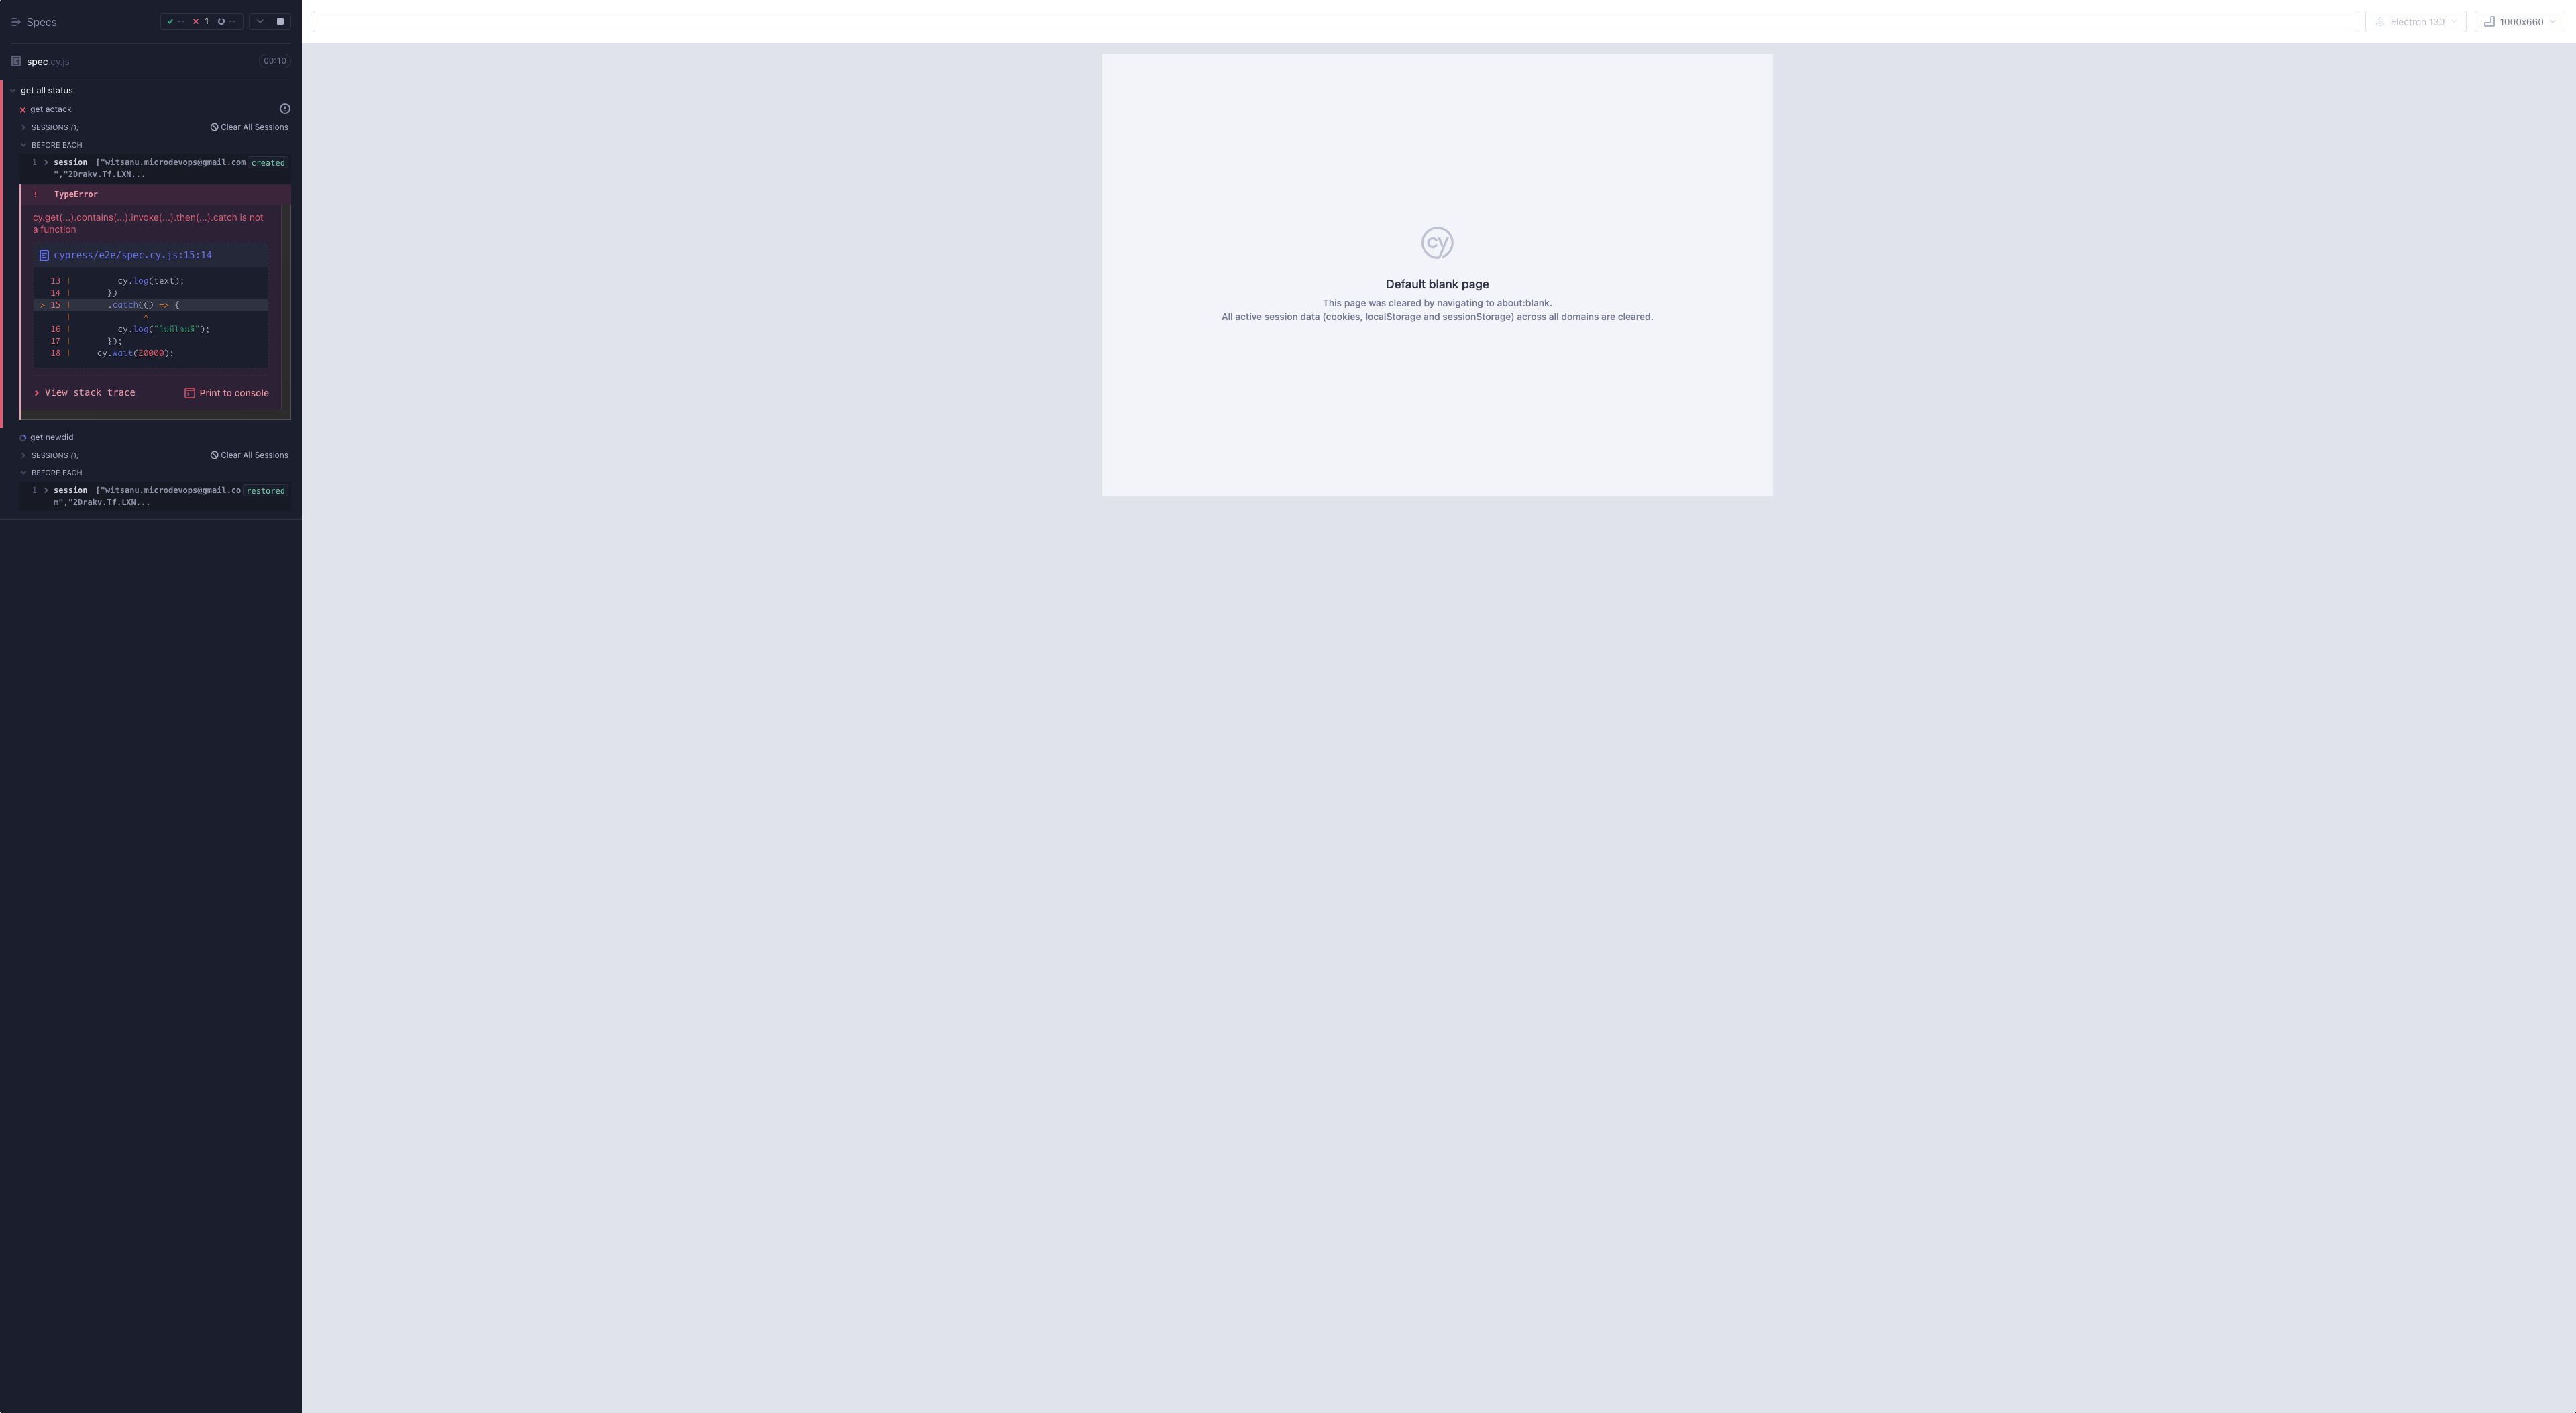 Specs
-- 1 --
spec.cy.js 00:10
get all status
get actack
SESSIONS (1) Clear All Sessions
BEFORE EACH
1 session ["witsanu.microdevops@gmail.com created
","2Drakv.Tf.LXN...
! TypeError
cy.get(...).contains(...).invoke(...).then(...).catch is not
a function
cypress/e2e/spec.cy.js:15:14
13 | cy.log(text);
14 | })
> 15 | .catch(() => {
| ^
16 | cy.log("ไม่มีโจมตี");
17 | });
18 | cy.wait(20000);
View stack trace Print to console
get newdid
SESSIONS (1) Clear All Sessions
BEFORE EACH
1 session ["witsanu.microdevops@gmail.co restored
m","2Drakv.Tf.LXN...
Electron 130
1000x660
cy
Default blank page
This page was cleared by navigating to about:blank.
All active session data (cookies, localStorage and sessionStorage) across all domains are cleared.